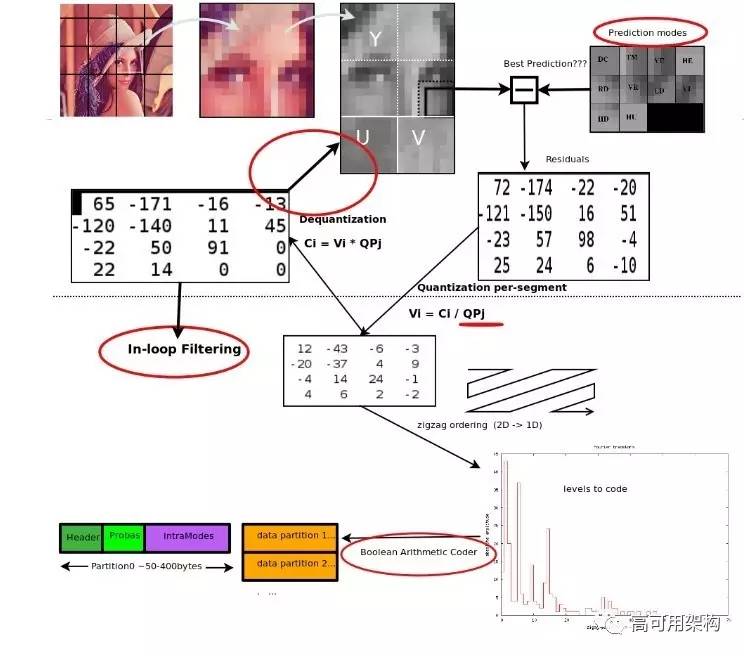 Prediction modes
Y
Best Prediction???
DC TM VE HE
RD VR LD VL
HD HU
U V
Residuals
65 -171 -16 -13
-120 -140 11 45
-22 50 91 0
22 14 0 0
72 -174 -22 -20
-121 -150 16 51
-23 57 98 -4
25 24 6 -10
Dequantization
Ci = Vi * QPj
Quantization per-segment
Vi = Ci / QPj
In-loop Filtering
12 -43 -6 -3
-20 -37 4 9
-4 14 24 -1
4 6 2 -2
zigzag ordering (2D -> 1D)
levels to code
Header Probas IntraModes
data partition 1...
data partition 2...
Boolean Arithmetic Coder
Partition0 ~50-400bytes
. ...
高可用架构